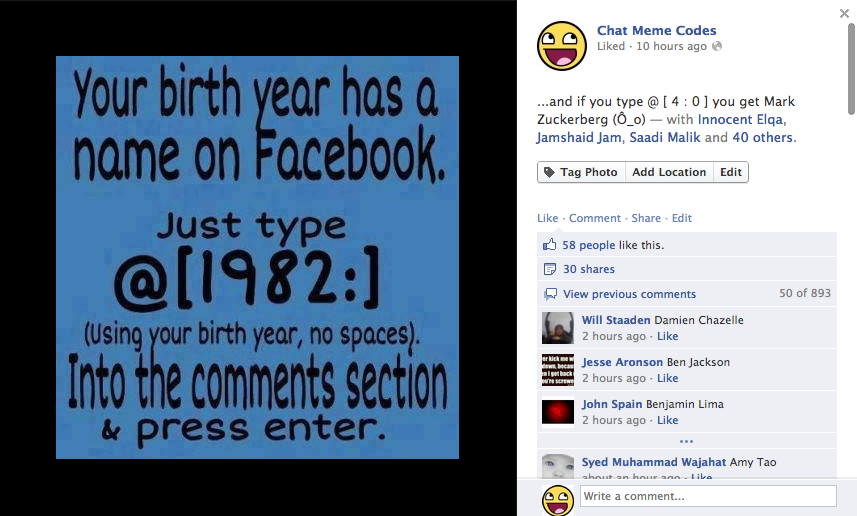 Your birth year has a
name on Facebook.
Just type
@[1982:]
(Using your birth year, no spaces).
Into the comments section
& press enter.
Chat Meme Codes
Liked · 10 hours ago
...and if you type @ [ 4 : 0 ] you get Mark
Zuckerberg (Ô_o) — with Innocent Elqa,
Jamshaid Jam, Saadi Malik and 40 others.
Tag Photo Add Location Edit
Like · Comment · Share · Edit
58 people like this.
30 shares
View previous comments 50 of 893
Will Staaden Damien Chazelle
2 hours ago · Like
Jesse Aronson Ben Jackson
2 hours ago · Like
John Spain Benjamin Lima
2 hours ago · Like
Syed Muhammad Wajahat Amy Tao
about an hour ago · Like
Write a comment...